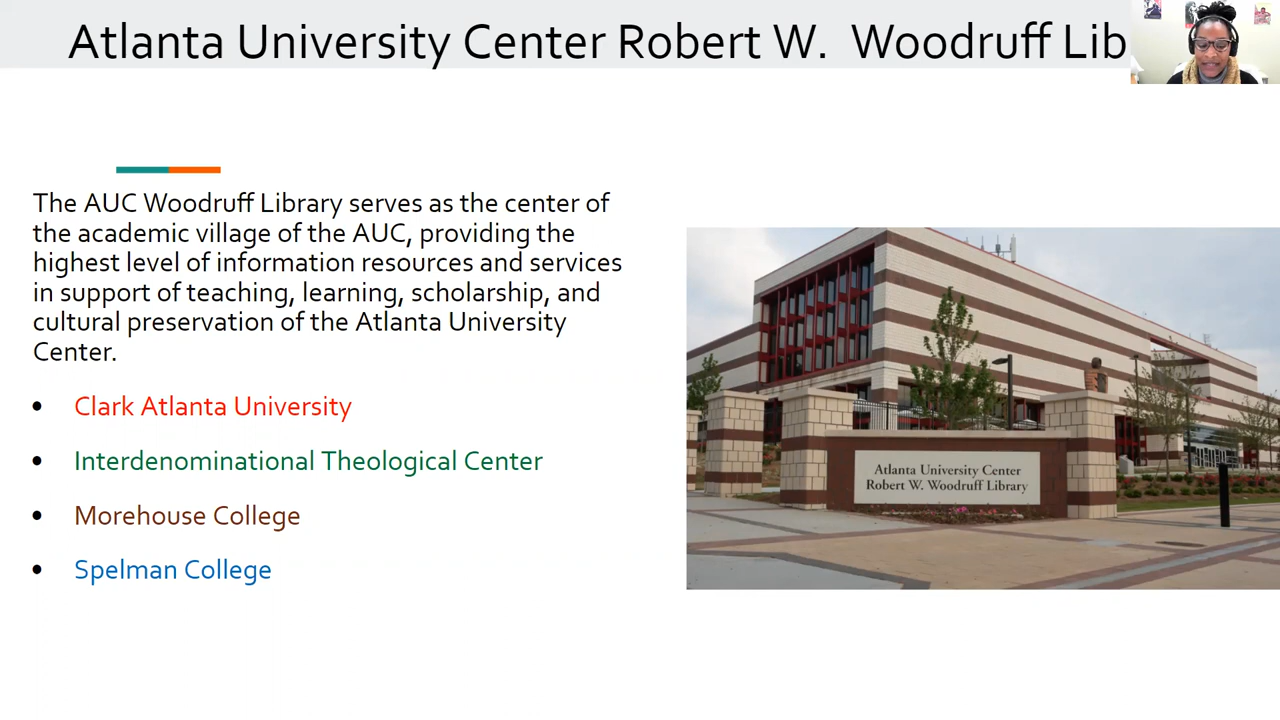 Atlanta University Center Robert W. Woodruff Lib
The AUC Woodruff Library serves as the center of
the academic village of the AUC, providing the
highest level of information resources and services
in support of teaching, learning, scholarship, and
cultural preservation of the Atlanta University
Center.
• Clark Atlanta University
• Interdenominational Theological Center
• Morehouse College
• Spelman College
Atlanta University Center
Robert W. Woodruff Library